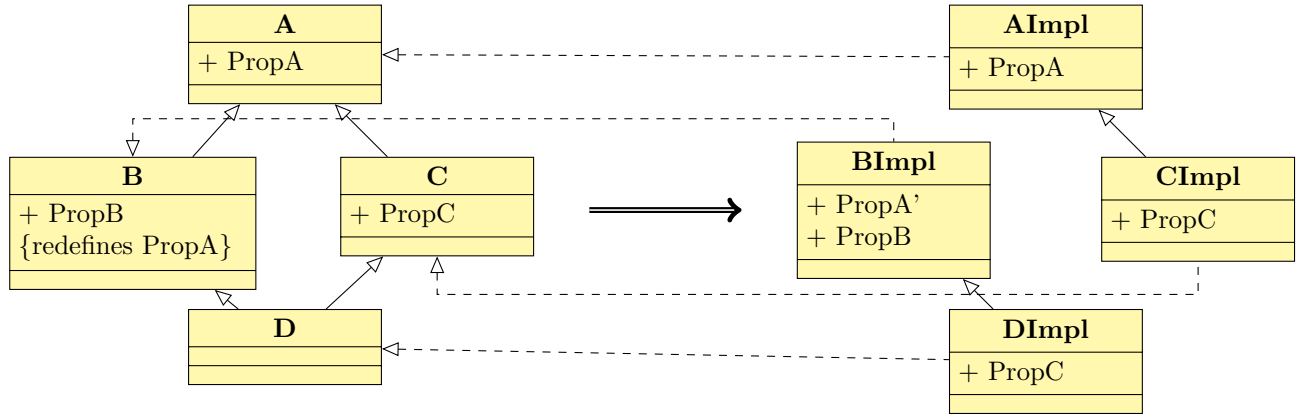 A
+ PropA
B
+ PropB
{redefines PropA}
C
+ PropC
D
AImpl
+ PropA
BImpl
+ PropA’
+ PropB
CImpl
+ PropC
DImpl
+ PropC